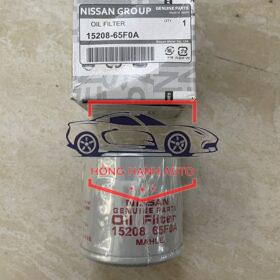 NISSAN GROUP
GENUINE PARTS
OIL FILTER
QTY
1
15208-65F0A
HONG HANH AUTO
NISSAN
GENUINE PARTS
Oil Filter
15208 65F0A
MAHLE